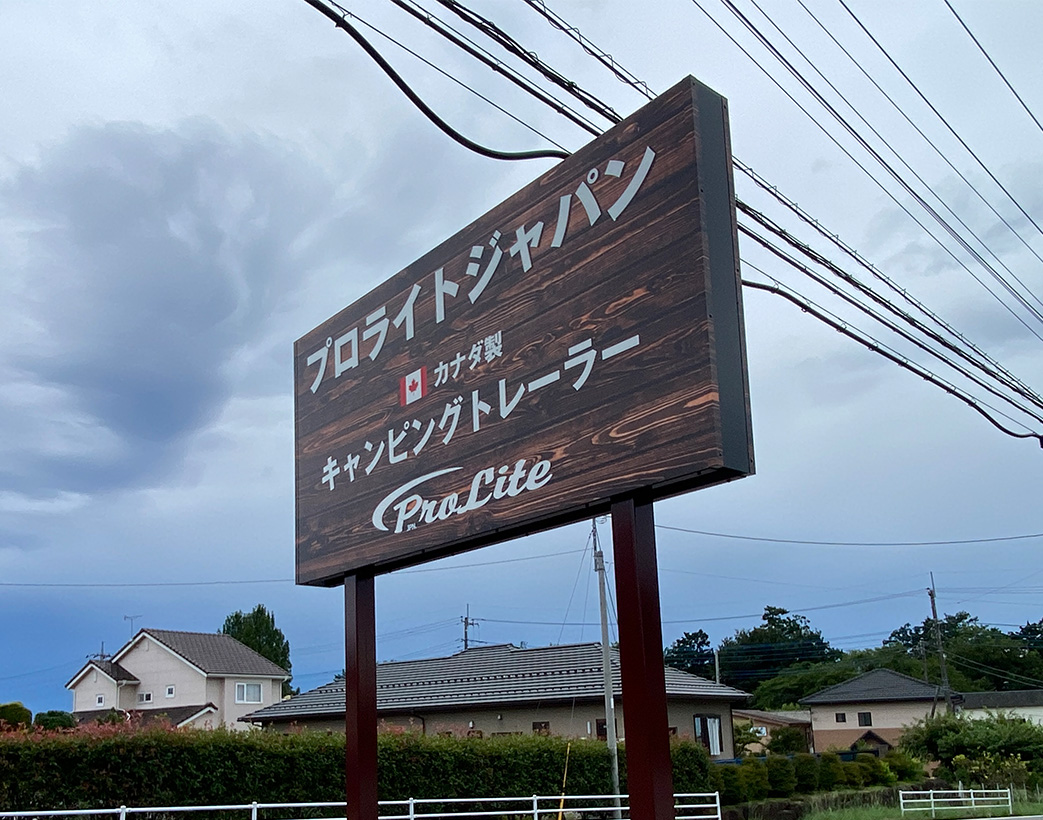 プロライトジャパン
カナダ製
キャンピングトレーラー
ProLite
JPN.